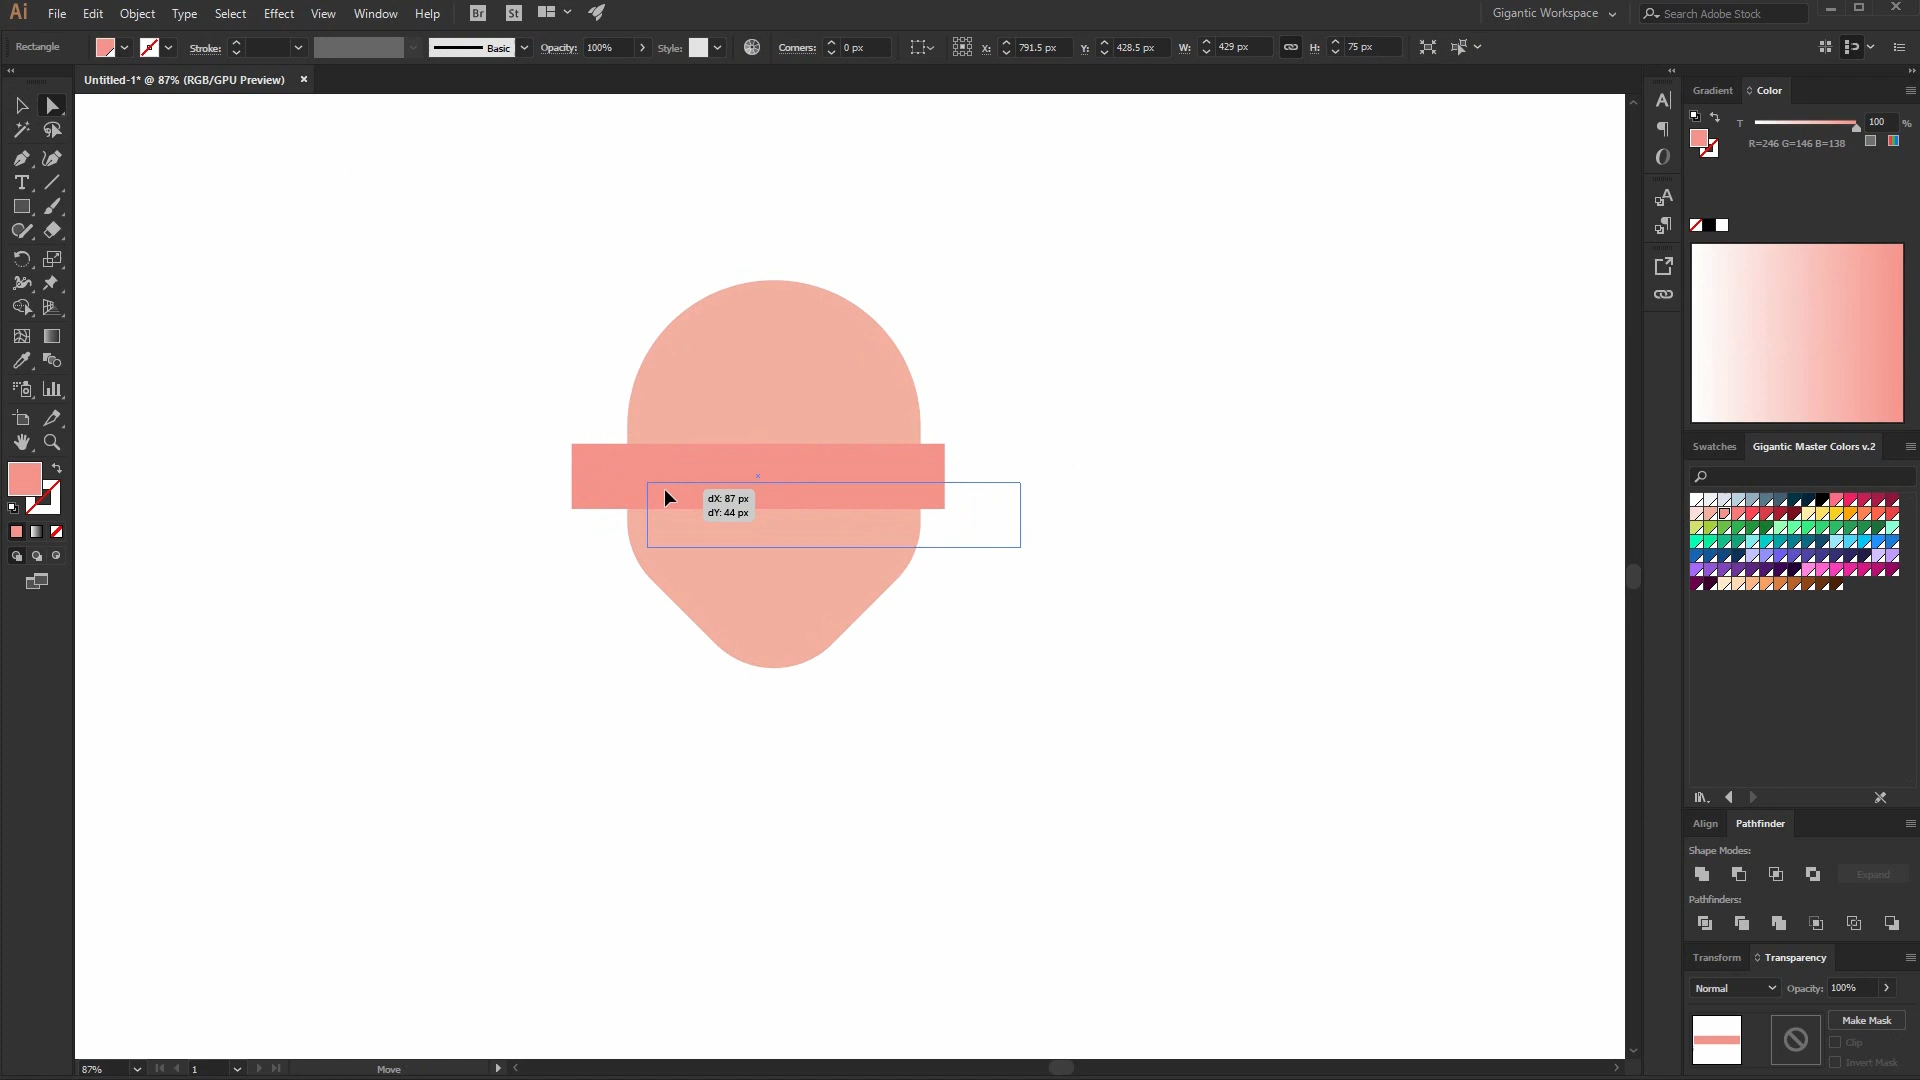 Ai File Edit Object Type Select Effect View Window Help Br St Gigantic Workspace Search Adobe Stock
Rectangle Stroke: Basic Opacity: 100% Style: Corners: 0 px X: 791.5 px Y: 428.5 px W: 429 px H: 75 px
Untitled-1* @ 87% (RGB/GPU Preview)
Gradient Color
T 100 %
R=246 G=146 B=138
Swatches Gigantic Master Colors v.2
dX: 87 px
dY: 44 px
Align Pathfinder
Shape Modes:
Expand
Pathfinders:
Transform Transparency
Normal Opacity: 100%
Make Mask
Clip
Invert Mask
87% 1 Move